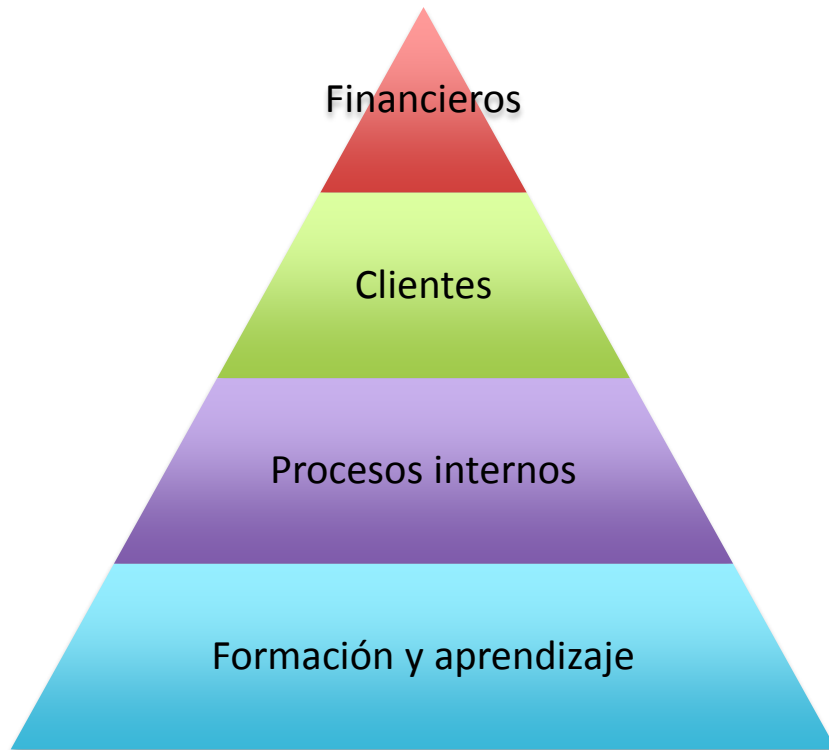 Financieros
Clientes
Procesos internos
Formación y aprendizaje